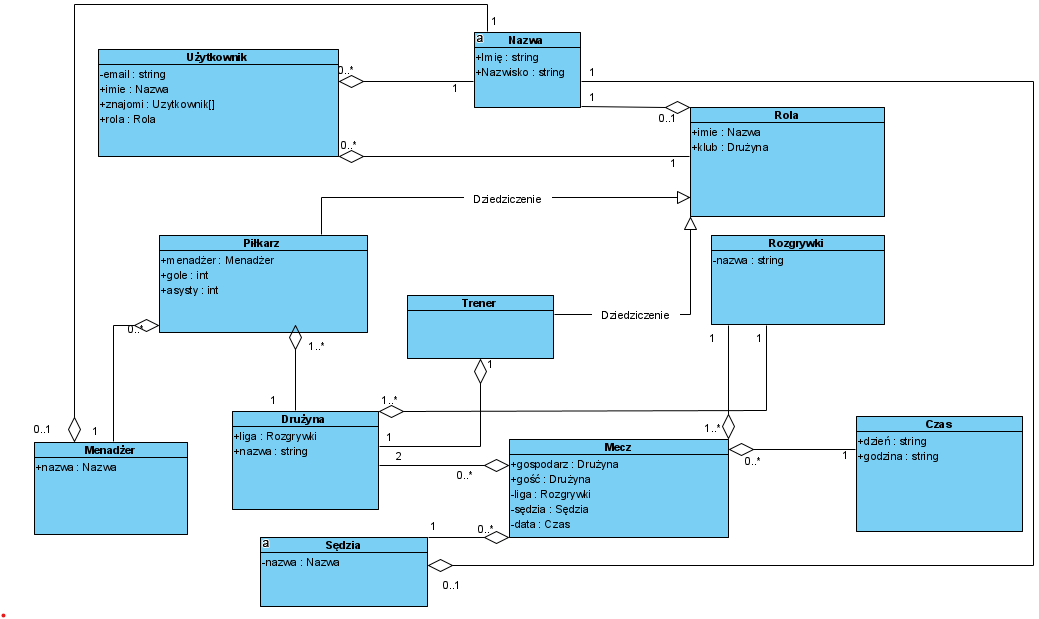 1
a
Nazwa
+Imię : string
+Nazwisko : string
Użytkownik
-email : string
+imie : Nazwa
+znajomi : Uzytkownik[]
+rola : Rola
0..*
1
1
1
0..1
Rola
+imie : Nazwa
+klub : Drużyna
0..*
1
Dziedziczenie
Piłkarz
+menadżer : Menadżer
+gole : int
+asysty : int
Rozgrywki
-nazwa : string
Trener
Dziedziczenie
0..*
1..*
1
1
1
1
1..*
Drużyna
+liga : Rozgrywki
+nazwa : string
0..1
1
1
2
1..*
Menadżer
+nazwa : Nazwa
Mecz
+gospodarz : Drużyna
+gość : Drużyna
-liga : Rozgrywki
-sędzia : Sędzia
-data : Czas
0..*
0..*
1
Czas
+dzień : string
+godzina : string
1
0..*
a
Sędzia
-nazwa : Nazwa
0..1